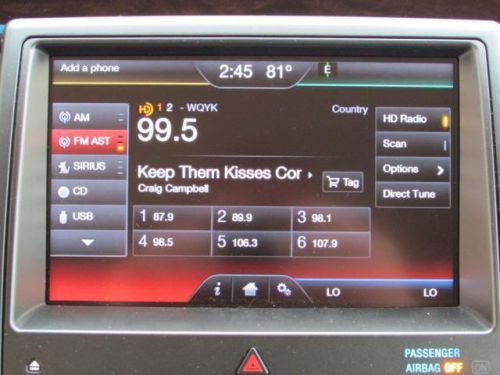 Add a phone
2:45 81° E
AM
FM AST
SIRIUS
CD
USB
HD 1 2 - WQYK
Country
99.5
Keep Them Kisses Cor
Craig Campbell
Tag
1 87.9 2 89.9 3 98.1
4 98.5 5 106.3 6 107.9
HD Radio
Scan
Options
Direct Tune
i
LO LO
PASSENGER
AIRBAG OFF ON